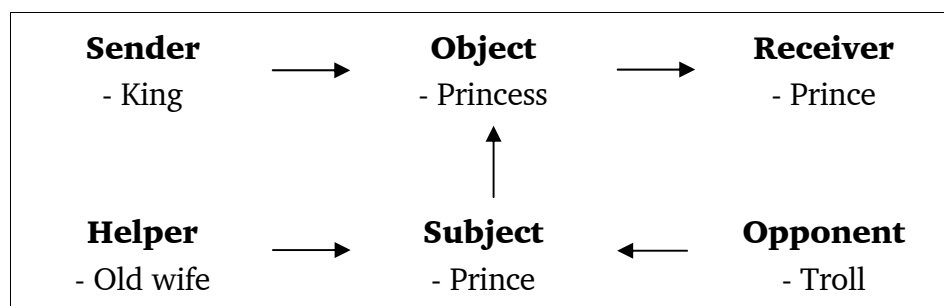 Sender Object Receiver
- King - Princess - Prince
Helper Subject Opponent
- Old wife - Prince - Troll